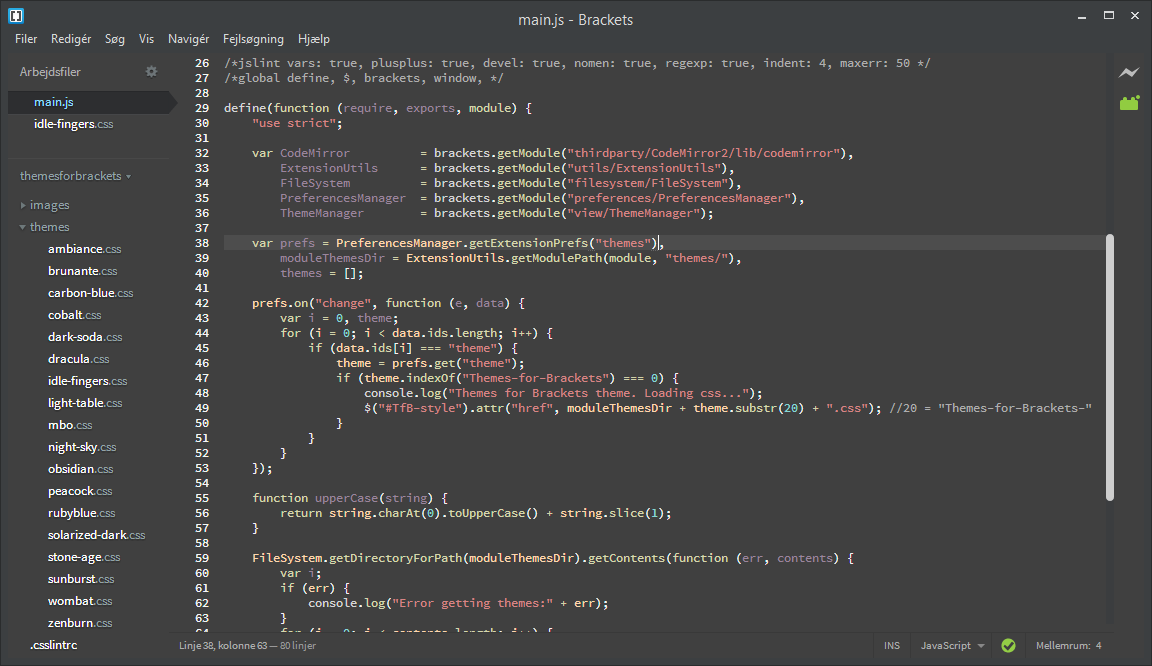 main.js - Brackets
Filer Redigér Søg Vis Navigér Fejlsøgning Hjælp
Arbejdsfiler
main.js
idle-fingers.css
themesforbrackets
images
themes
ambiance.css
brunante.css
carbon-blue.css
cobalt.css
dark-soda.css
dracula.css
idle-fingers.css
light-table.css
mbo.css
night-sky.css
obsidian.css
peacock.css
rubyblue.css
solarized-dark.css
stone-age.css
sunburst.css
wombat.css
zenburn.css
.csslintrc
26 /*jslint vars: true, plusplus: true, devel: true, nomen: true, regexp: true, indent: 4, maxerr: 50 */
27 /*global define, $, brackets, window, */
28
29 define(function (require, exports, module) {
30     "use strict";
31
32     var CodeMirror          = brackets.getModule("thirdparty/CodeMirror2/lib/codemirror"),
33         ExtensionUtils      = brackets.getModule("utils/ExtensionUtils"),
34         FileSystem          = brackets.getModule("filesystem/FileSystem"),
35         PreferencesManager  = brackets.getModule("preferences/PreferencesManager"),
36         ThemeManager        = brackets.getModule("view/ThemeManager");
37
38     var prefs = PreferencesManager.getExtensionPrefs("themes"),
39         moduleThemesDir = ExtensionUtils.getModulePath(module, "themes/"),
40         themes = [];
41
42     prefs.on("change", function (e, data) {
43         var i = 0, theme;
44         for (i = 0; i < data.ids.length; i++) {
45             if (data.ids[i] === "theme") {
46                 theme = prefs.get("theme");
47                 if (theme.indexOf("Themes-for-Brackets") === 0) {
48                     console.log("Themes for Brackets theme. Loading css...");
49                     $("#TfB-style").attr("href", moduleThemesDir + theme.substr(20) + ".css"); //20 = "Themes-for-Brackets-"
50                 }
51             }
52         }
53     });
54
55     function upperCase(string) {
56         return string.charAt(0).toUpperCase() + string.slice(1);
57     }
58
59     FileSystem.getDirectoryForPath(moduleThemesDir).getContents(function (err, contents) {
60         var i;
61         if (err) {
62             console.log("Error getting themes:" + err);
63         }
64         for (i = 0; i < contents.length; i++) {
Linje 38, kolonne 63 — 80 linjer INS JavaScript Mellemrum: 4